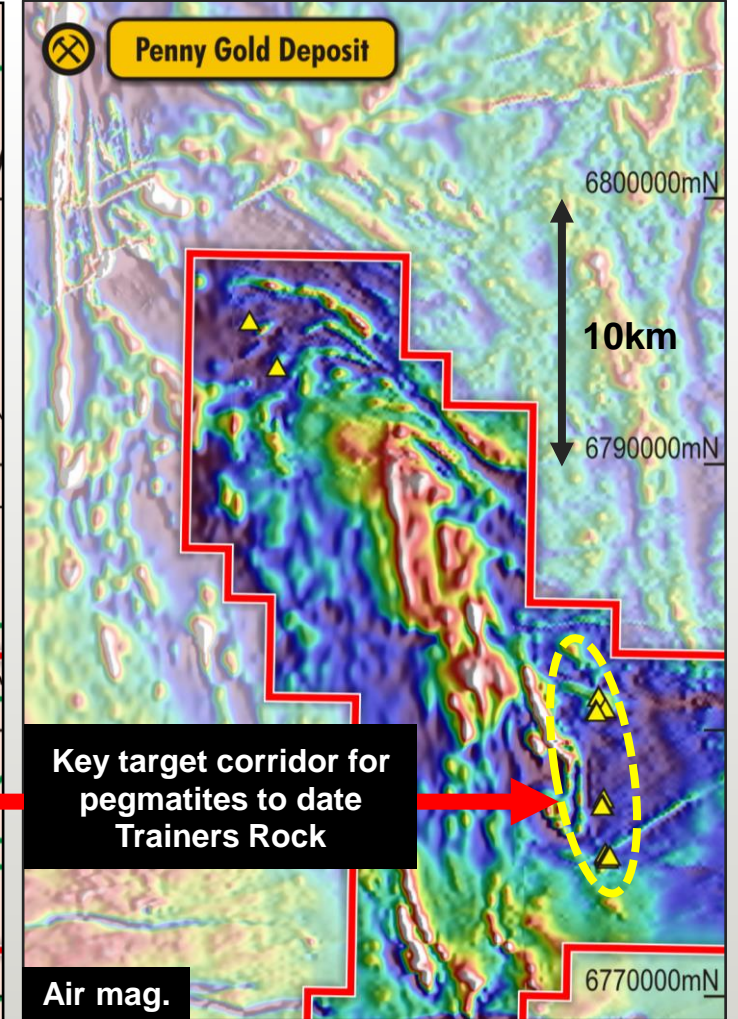 Penny Gold Deposit
6800000mN
10km
6790000mN
Key target corridor for
pegmatites to date
Trainers Rock
6770000mN
Air mag.